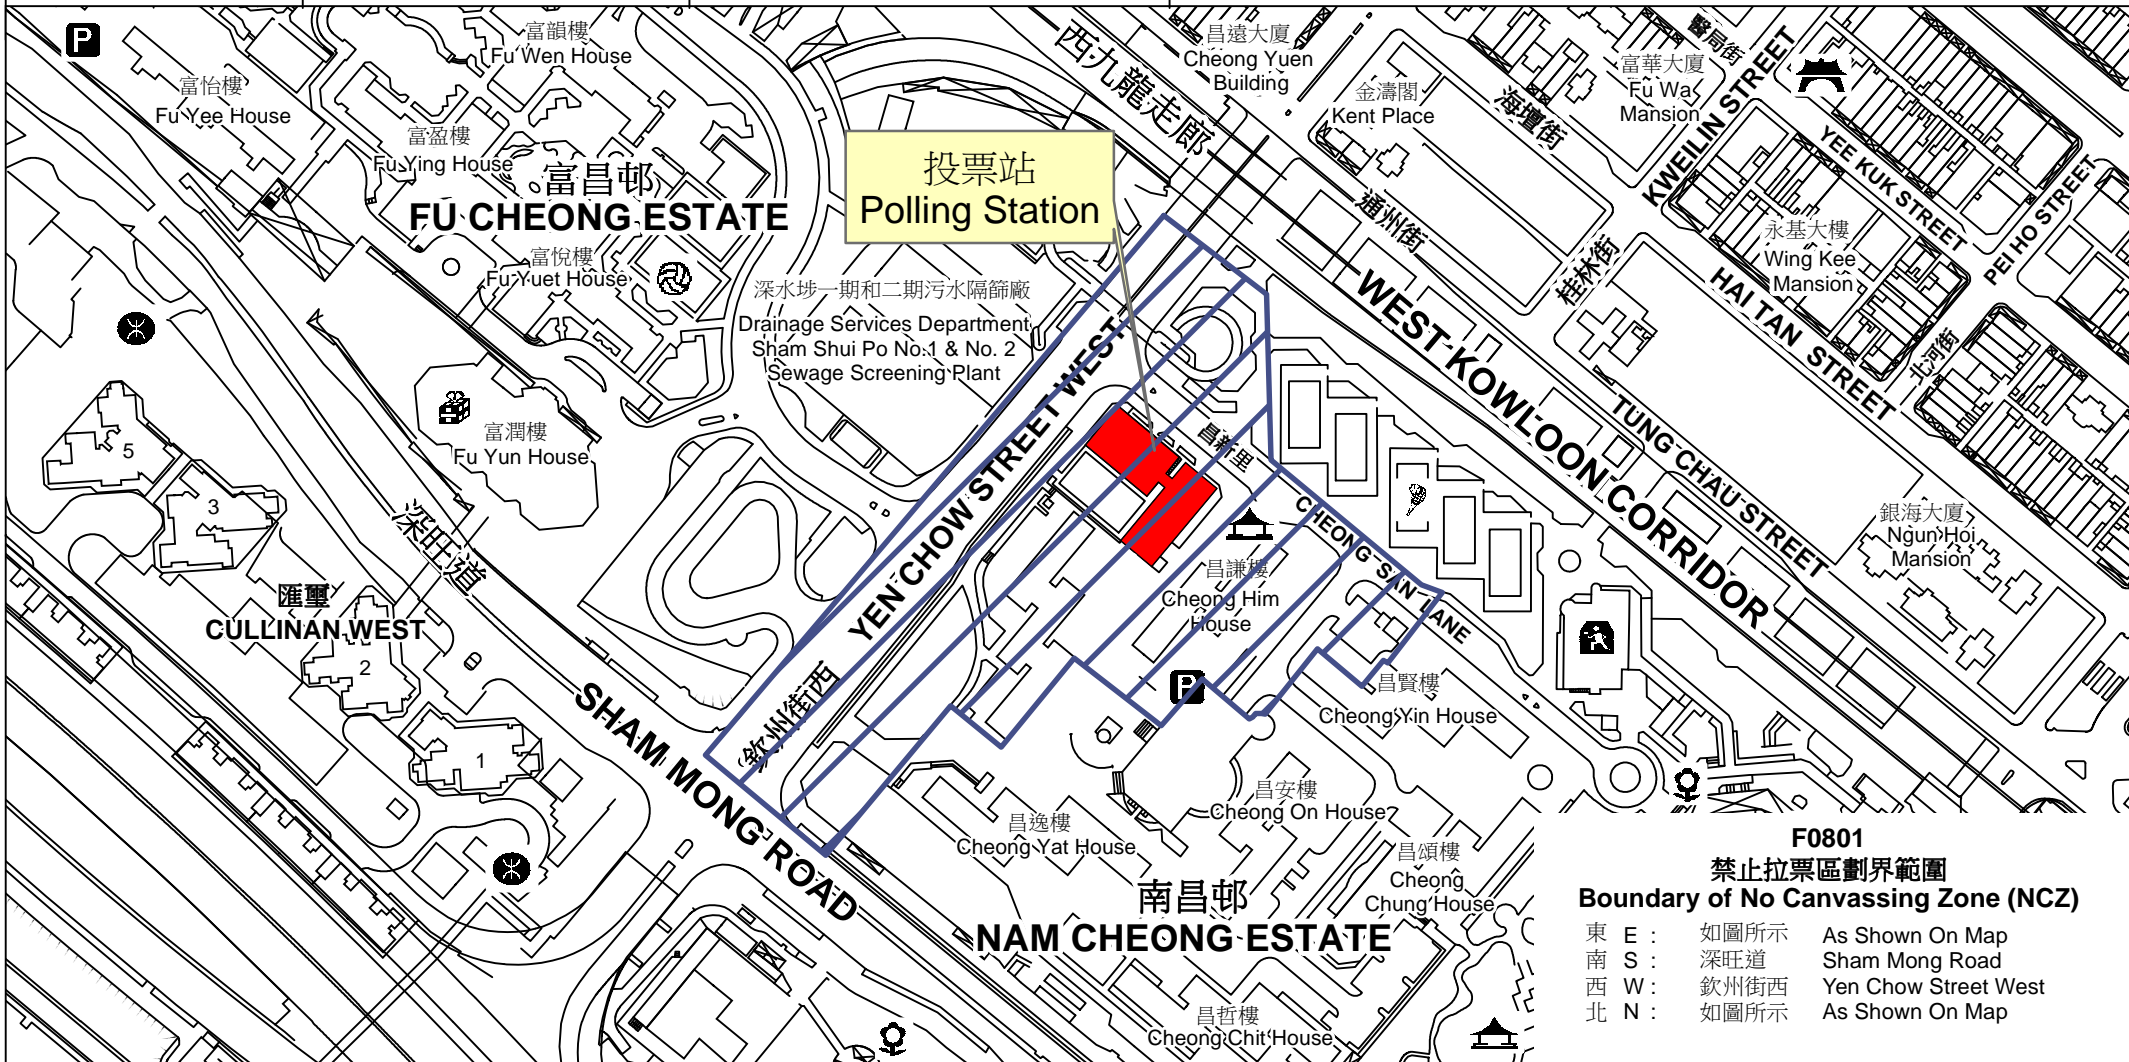 P
富怡樓
Fu Yee House
富韻樓
Fu Wen House
富盈樓
Fu Ying House
富昌邨
FU CHEONG ESTATE
富悅樓
Fu Yuet House
富潤樓
Fu Yun House
深水埗一期和二期污水隔篩廠
Drainage Services Department
Sham Shui Po No.1 & No. 2
Sewage Screening Plant
投票站
Polling Station
西九龍走廊
WEST KOWLOON CORRIDOR
昌遠大廈
Cheong Yuen
Building
金濤閣
Kent Place
海壇街
HAI TAN STREET
富華大廈
Fu Wa
Mansion
醫局街
YEE KUK STREET
KWEILIN STREET
桂林街
PEI HO STREET
北河街
永基大樓
Wing Kee
Mansion
通州街
TUNG CHAU STREET
銀海大廈
Ngun Hoi
Mansion
5
3
2
1
匯璽
CULLINAN WEST
深旺道
SHAM MONG ROAD
欽州街西
YEN CHOW STREET WEST
昌新里
CHEONG SAN LANE
昌謙樓
Cheong Him
House
P
昌賢樓
Cheong Yin House
昌安樓
Cheong On House
昌逸樓
Cheong Yat House
昌頌樓
Cheong
Chung House
南昌邨
NAM CHEONG ESTATE
昌哲樓
Cheong Chit House
F0801
禁止拉票區劃界範圍
Boundary of No Canvassing Zone (NCZ)
東 E : 如圖所示 As Shown On Map
南 S : 深旺道 Sham Mong Road
西 W : 欽州街西 Yen Chow Street West
北 N : 如圖所示 As Shown On Map